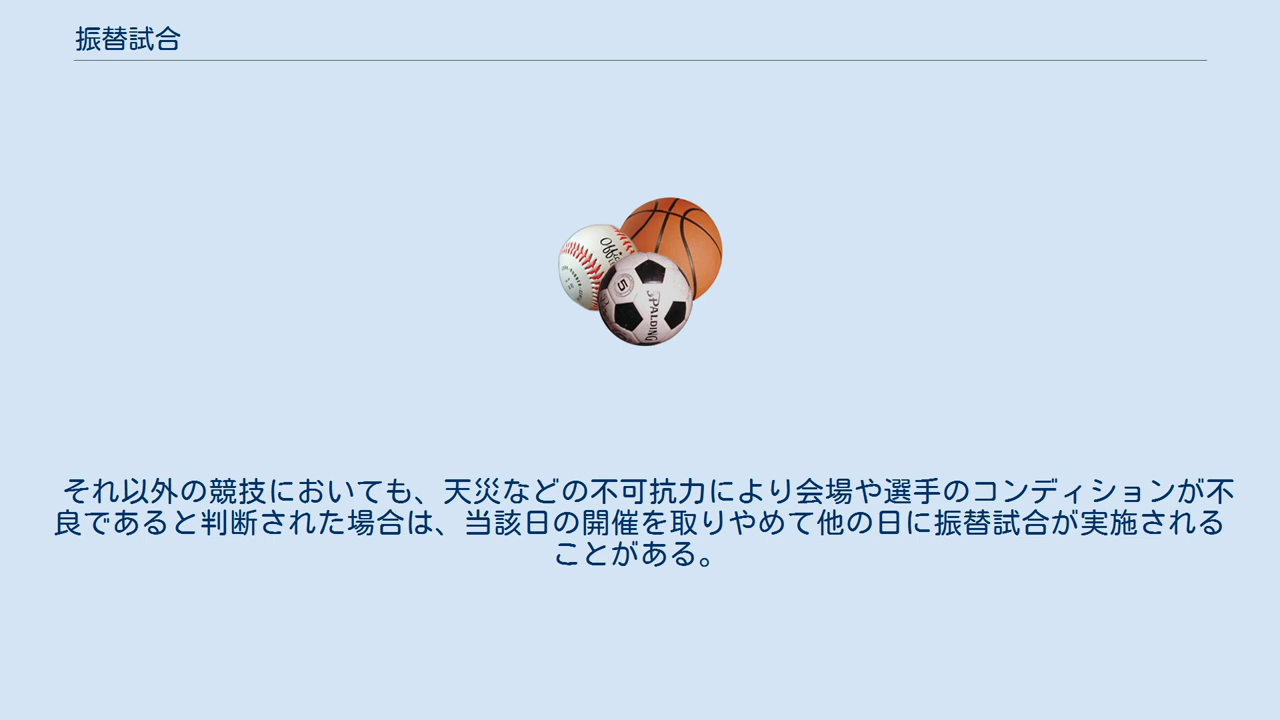 振替試合
Offic
5
SPALDING
それ以外の競技においても、天災などの不可抗力により会場や選手のコンディションが不
良であると判断された場合は、当該日の開催を取りやめて他の日に振替試合が実施される
ことがある。